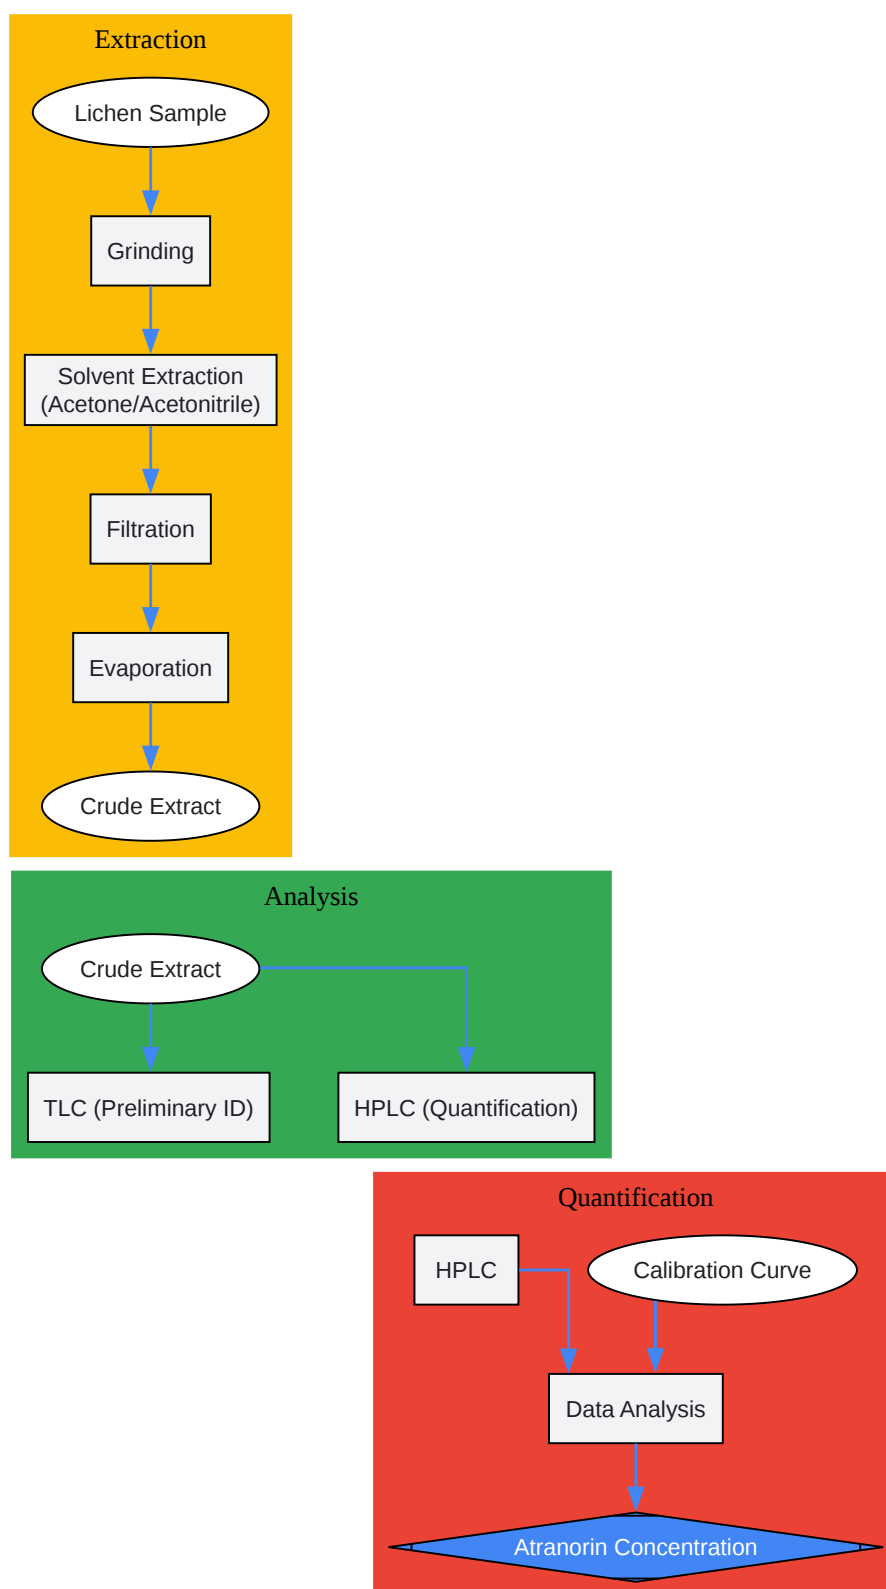 Extraction
Lichen Sample
Grinding
Solvent Extraction
(Acetone/Acetonitrile)
Filtration
Evaporation
Crude Extract
Analysis
Crude Extract
TLC (Preliminary ID)
HPLC (Quantification)
Quantification
HPLC
Calibration Curve
Data Analysis
Atranorin Concentration